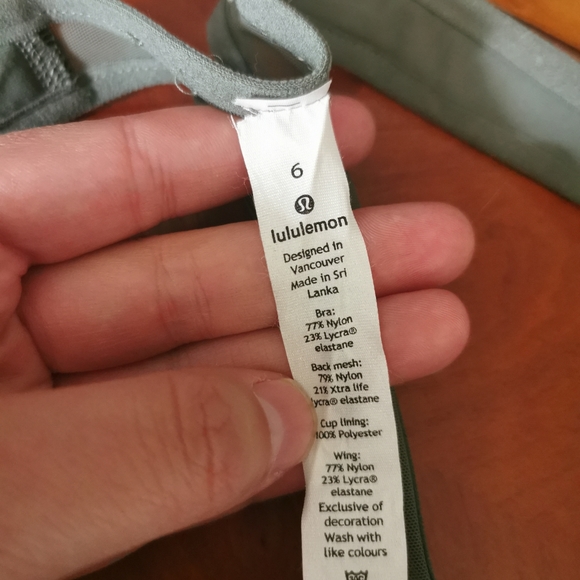 6
lululemon
Designed in
Vancouver
Made in Sri
Lanka
Bra:
77% Nylon
23% Lycra®
elastane
Back mesh:
79% Nylon
21% Xtra life
lycra® elastane
Cup lining:
100% Polyester
Wing:
77% Nylon
23% Lycra®
elastane
Exclusive of
decoration
Wash with
like colours